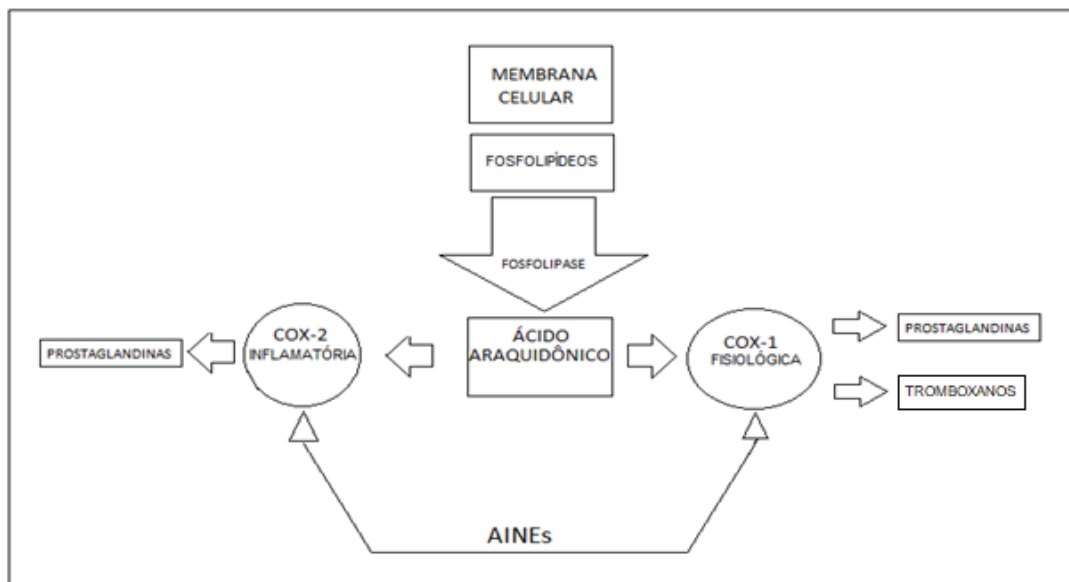 MEMBRANA
CELULAR
FOSFOLIPÍDEOS
FOSFOLIPASE
COX-2
INFLAMATÓRIA
PROSTAGLANDINAS
ÁCIDO
ARAQUIDÔNICO
COX-1
FISIOLÓGICA
PROSTAGLANDINAS
TROMBOXANOS
AINEs